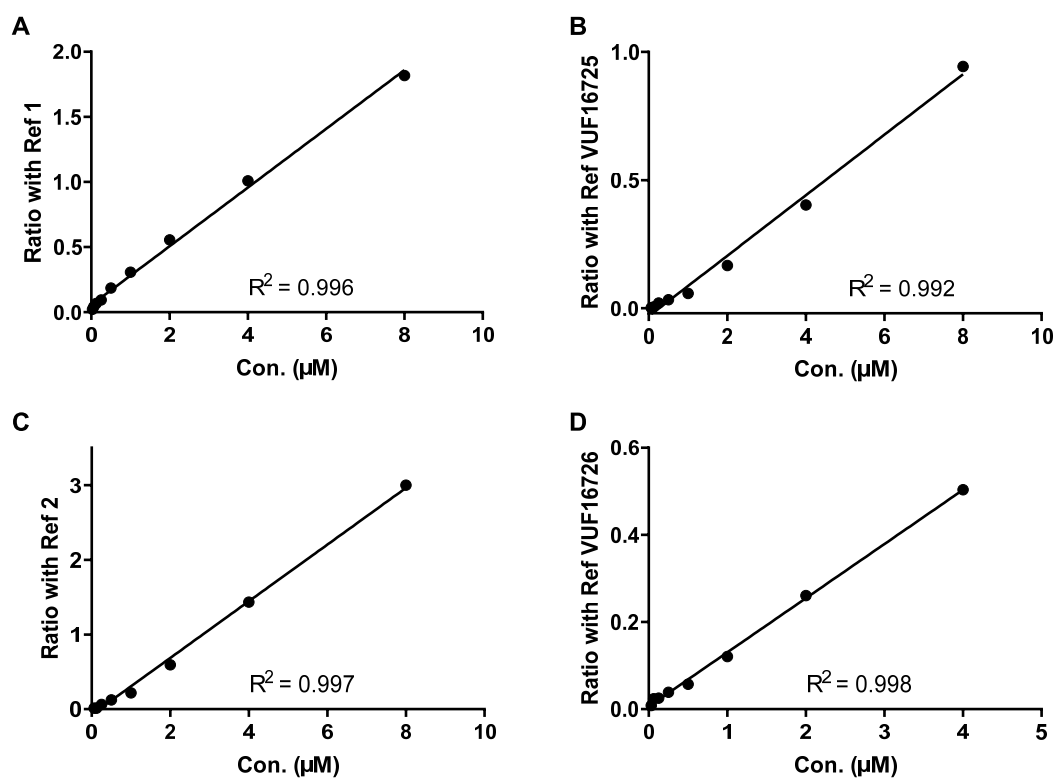 A
Ratio with Ref 1
2.0
1.5
1.0
0.5
0.0
0 2 4 6 8 10
Con. (µM)
R2 = 0.996
B
Ratio with Ref VUF16725
1.0
0.5
0.0
0 2 4 6 8 10
Con. (µM)
R2 = 0.992
C
Ratio with Ref 2
3
2
1
0
0 2 4 6 8 10
Con. (µM)
R2 = 0.997
D
Ratio with Ref VUF16726
0.6
0.4
0.2
0.0
0 1 2 3 4 5
Con. (µM)
R2 = 0.998